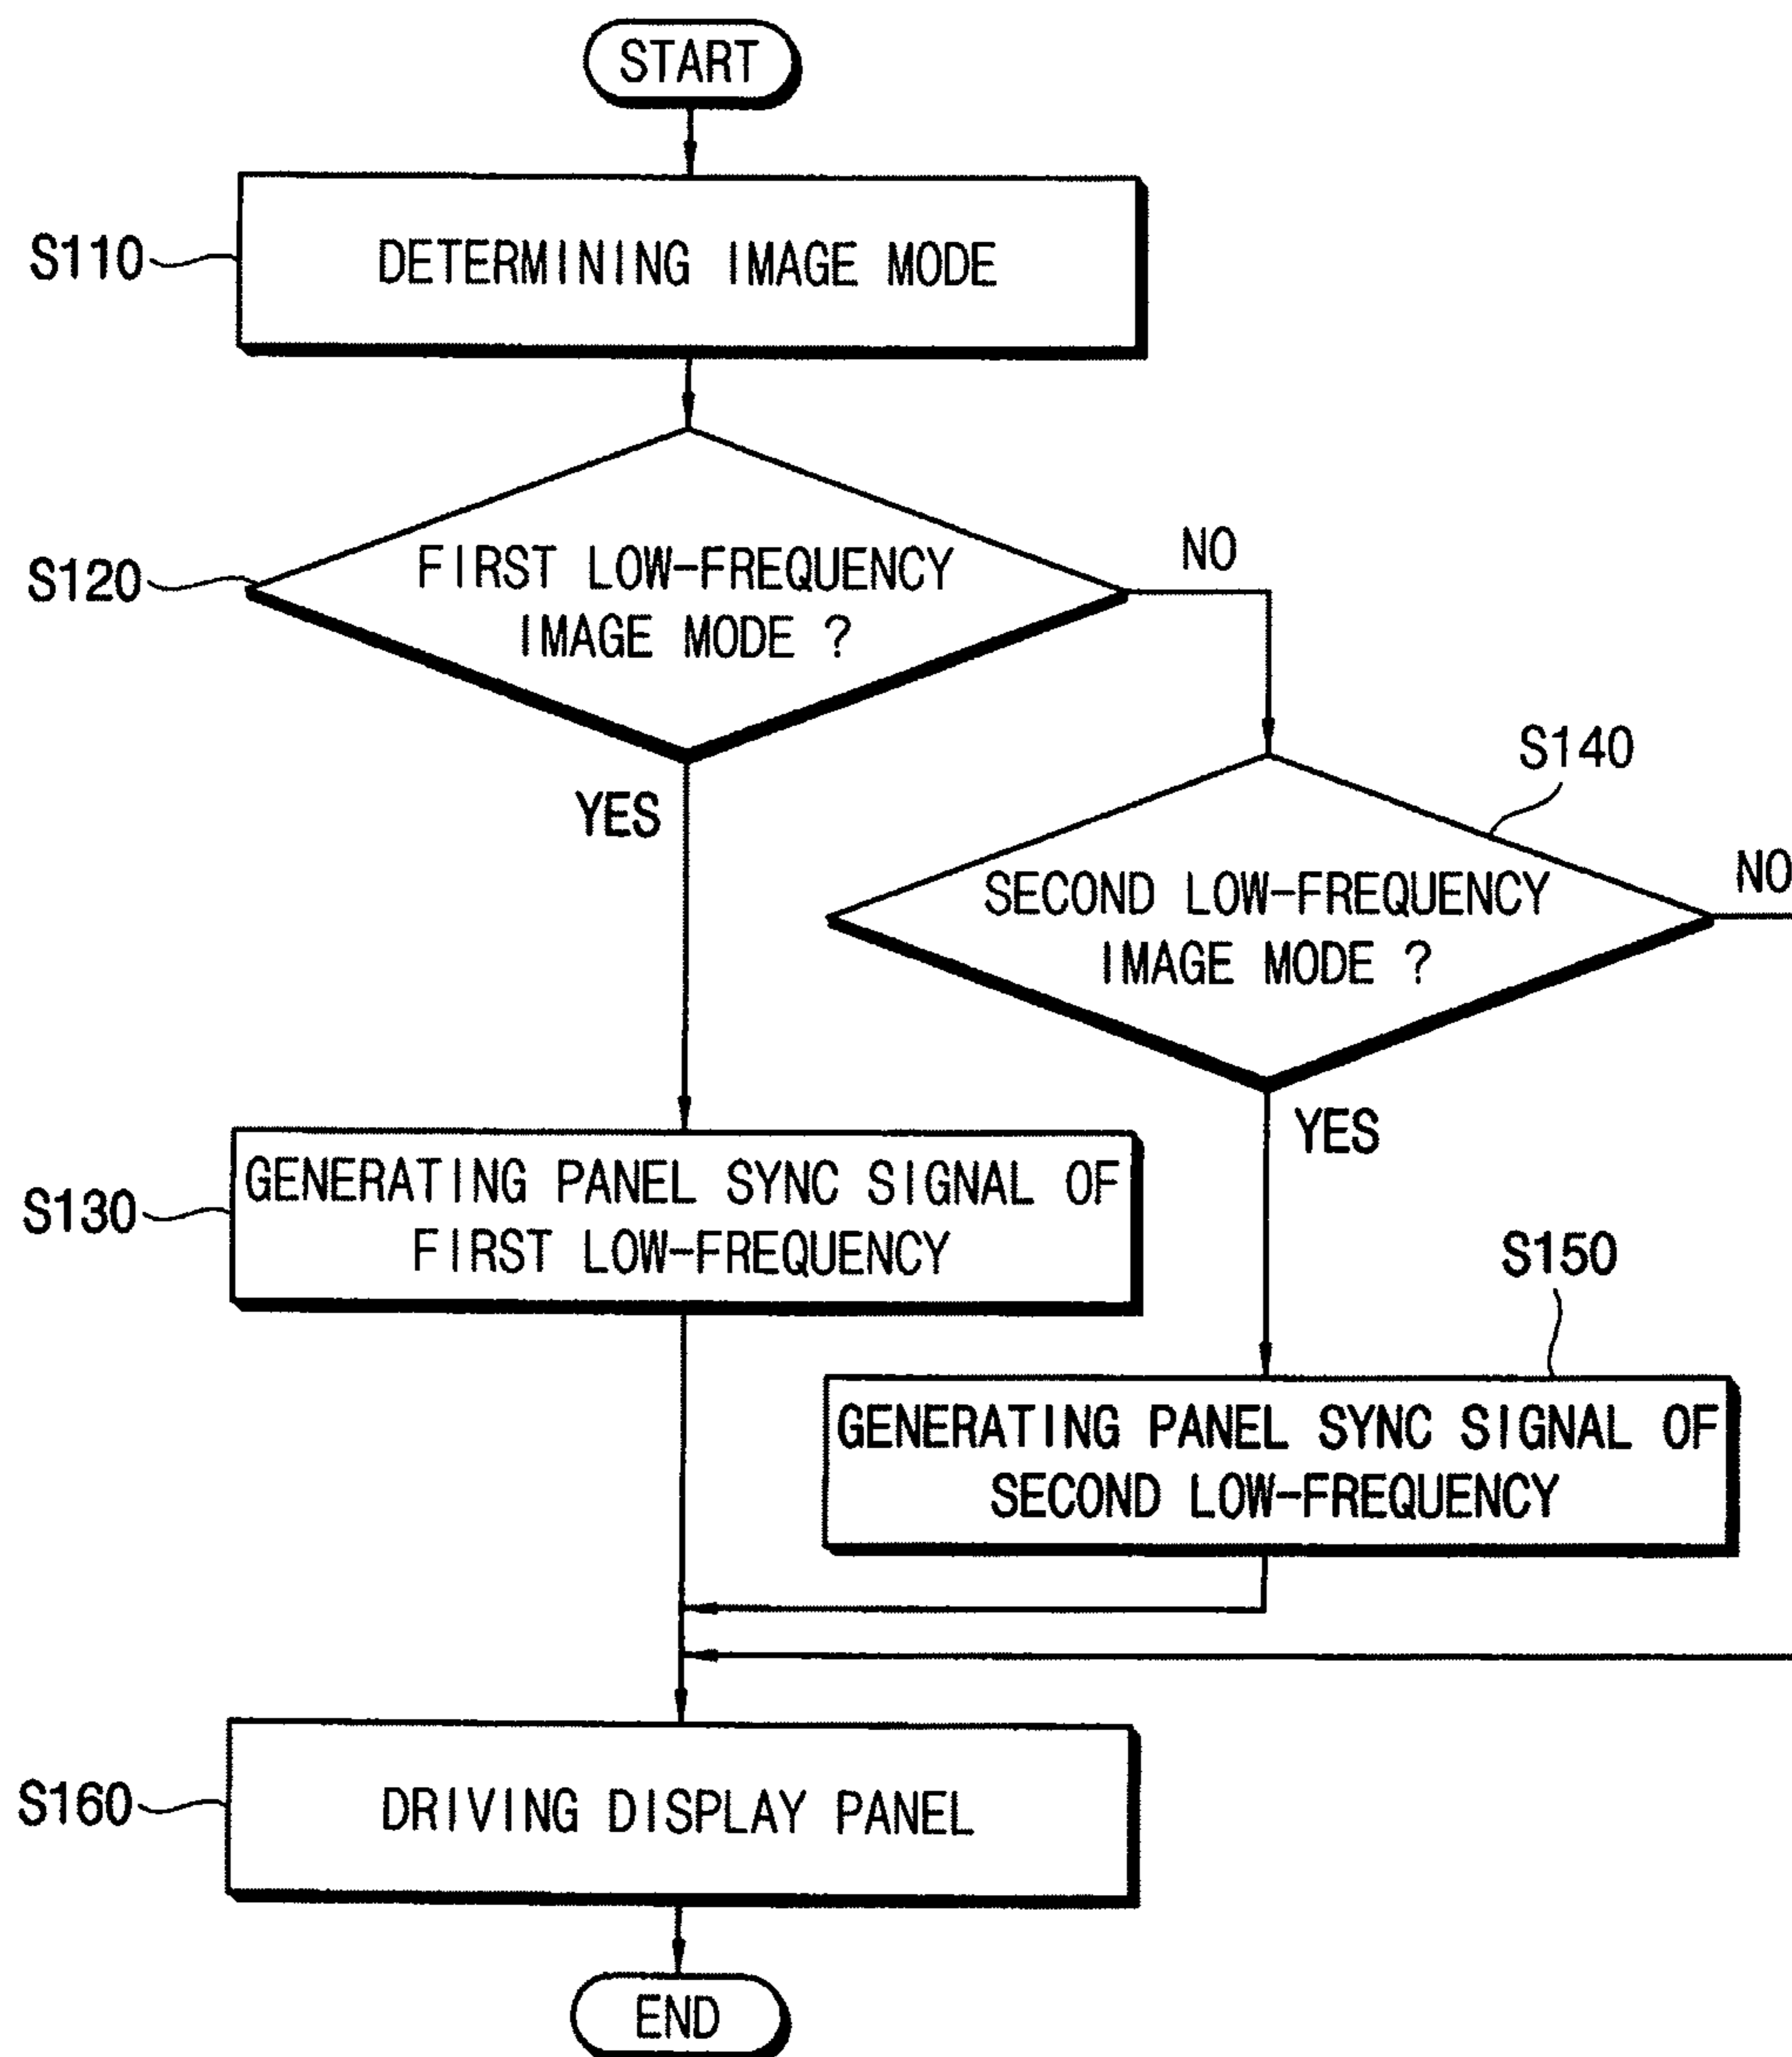 START
S110
DETERMINING IMAGE MODE
S120
FIRST LOW-FREQUENCY
IMAGE MODE ?
NO
YES
S140
SECOND LOW-FREQUENCY
IMAGE MODE ?
NO
YES
S130
GENERATING PANEL SYNC SIGNAL OF
FIRST LOW-FREQUENCY
S150
GENERATING PANEL SYNC SIGNAL OF
SECOND LOW-FREQUENCY
S160
DRIVING DISPLAY PANEL
END